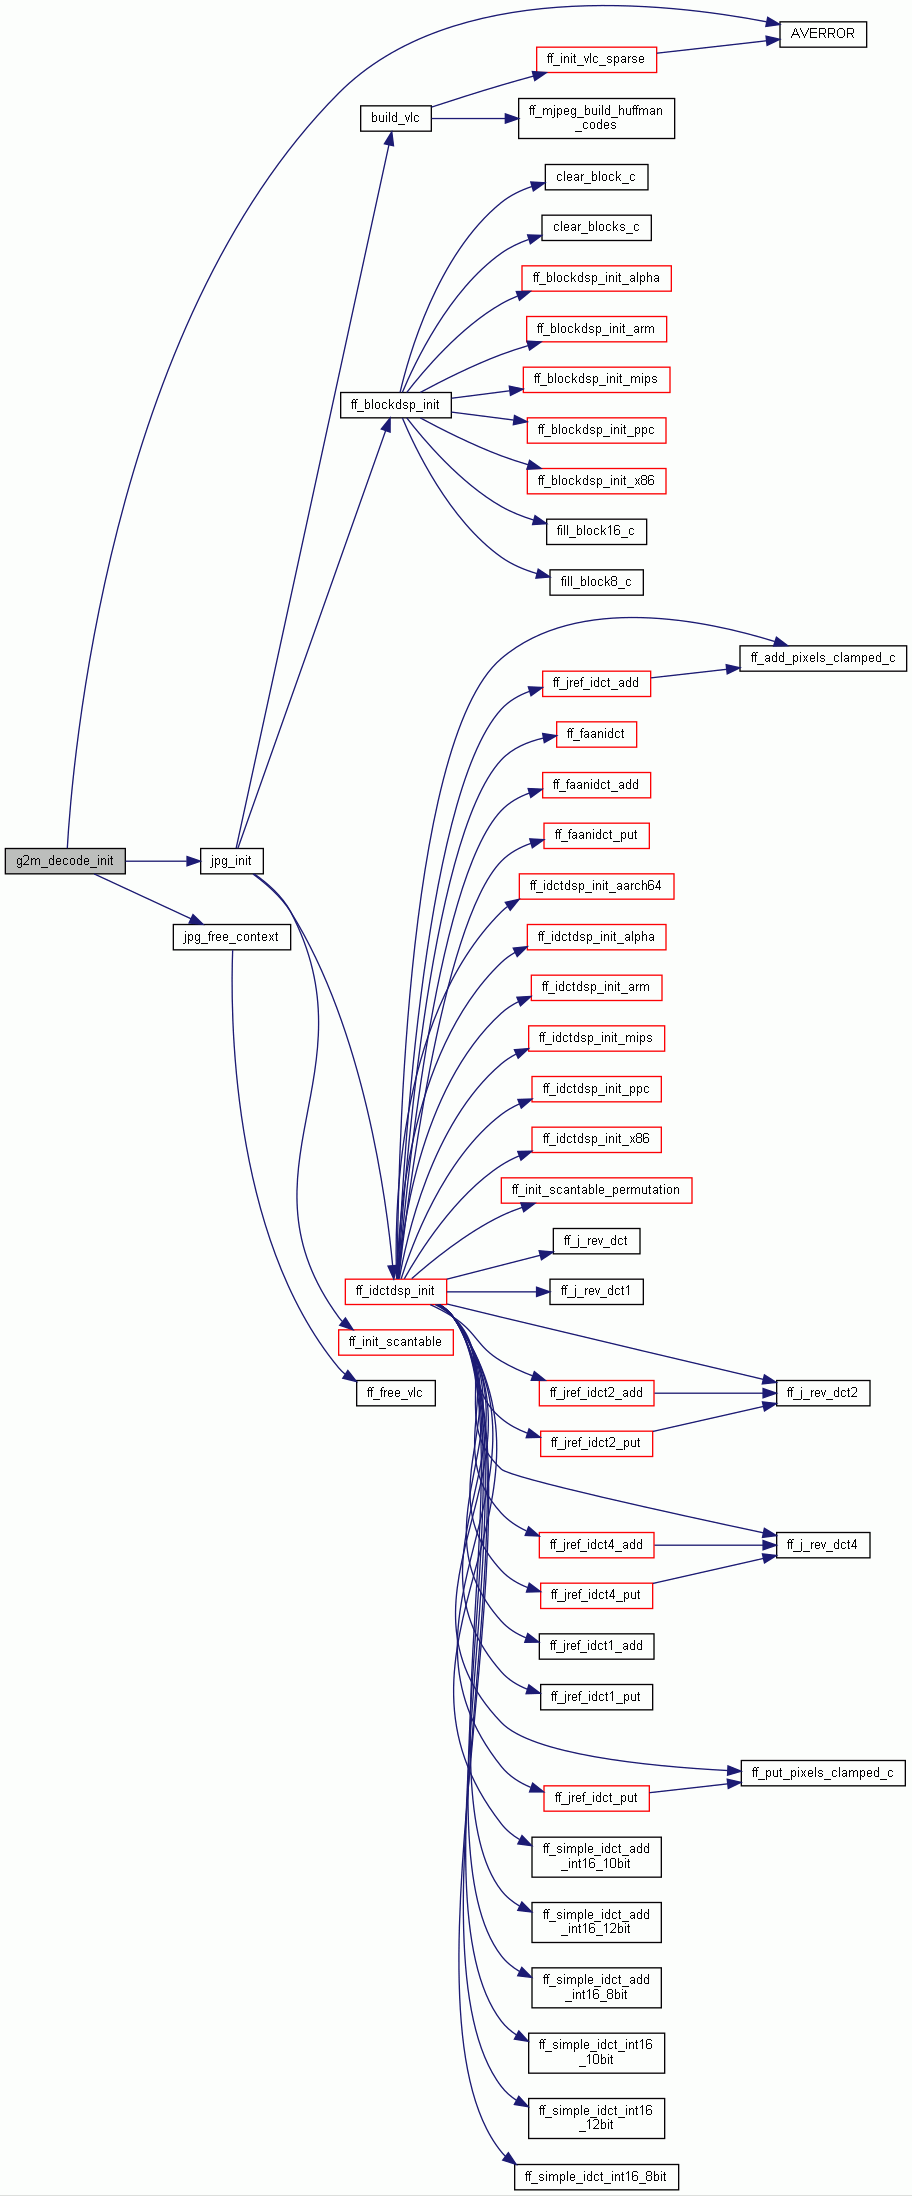 AVERROR
ff_init_vlc_sparse
build_vlc
ff_mjpeg_build_huffman
_codes
clear_block_c
clear_blocks_c
ff_blockdsp_init_alpha
ff_blockdsp_init_arm
ff_blockdsp_init_mips
ff_blockdsp_init
ff_blockdsp_init_ppc
ff_blockdsp_init_x86
fill_block16_c
fill_block8_c
ff_add_pixels_clamped_c
ff_jref_idct_add
ff_faanidct
ff_faanidct_add
ff_faanidct_put
g2m_decode_init
jpg_init
ff_idctdsp_init_aarch64
jpg_free_context
ff_idctdsp_init_alpha
ff_idctdsp_init_arm
ff_idctdsp_init_mips
ff_idctdsp_init_ppc
ff_idctdsp_init_x86
ff_init_scantable_permutation
ff_j_rev_dct
ff_idctdsp_init
ff_j_rev_dct1
ff_init_scantable
ff_free_vlc
ff_jref_idct2_add
ff_j_rev_dct2
ff_jref_idct2_put
ff_jref_idct4_add
ff_j_rev_dct4
ff_jref_idct4_put
ff_jref_idct1_add
ff_jref_idct1_put
ff_put_pixels_clamped_c
ff_jref_idct_put
ff_simple_idct_add
_int16_10bit
ff_simple_idct_add
_int16_12bit
ff_simple_idct_add
_int16_8bit
ff_simple_idct_int16
_10bit
ff_simple_idct_int16
_12bit
ff_simple_idct_int16_8bit